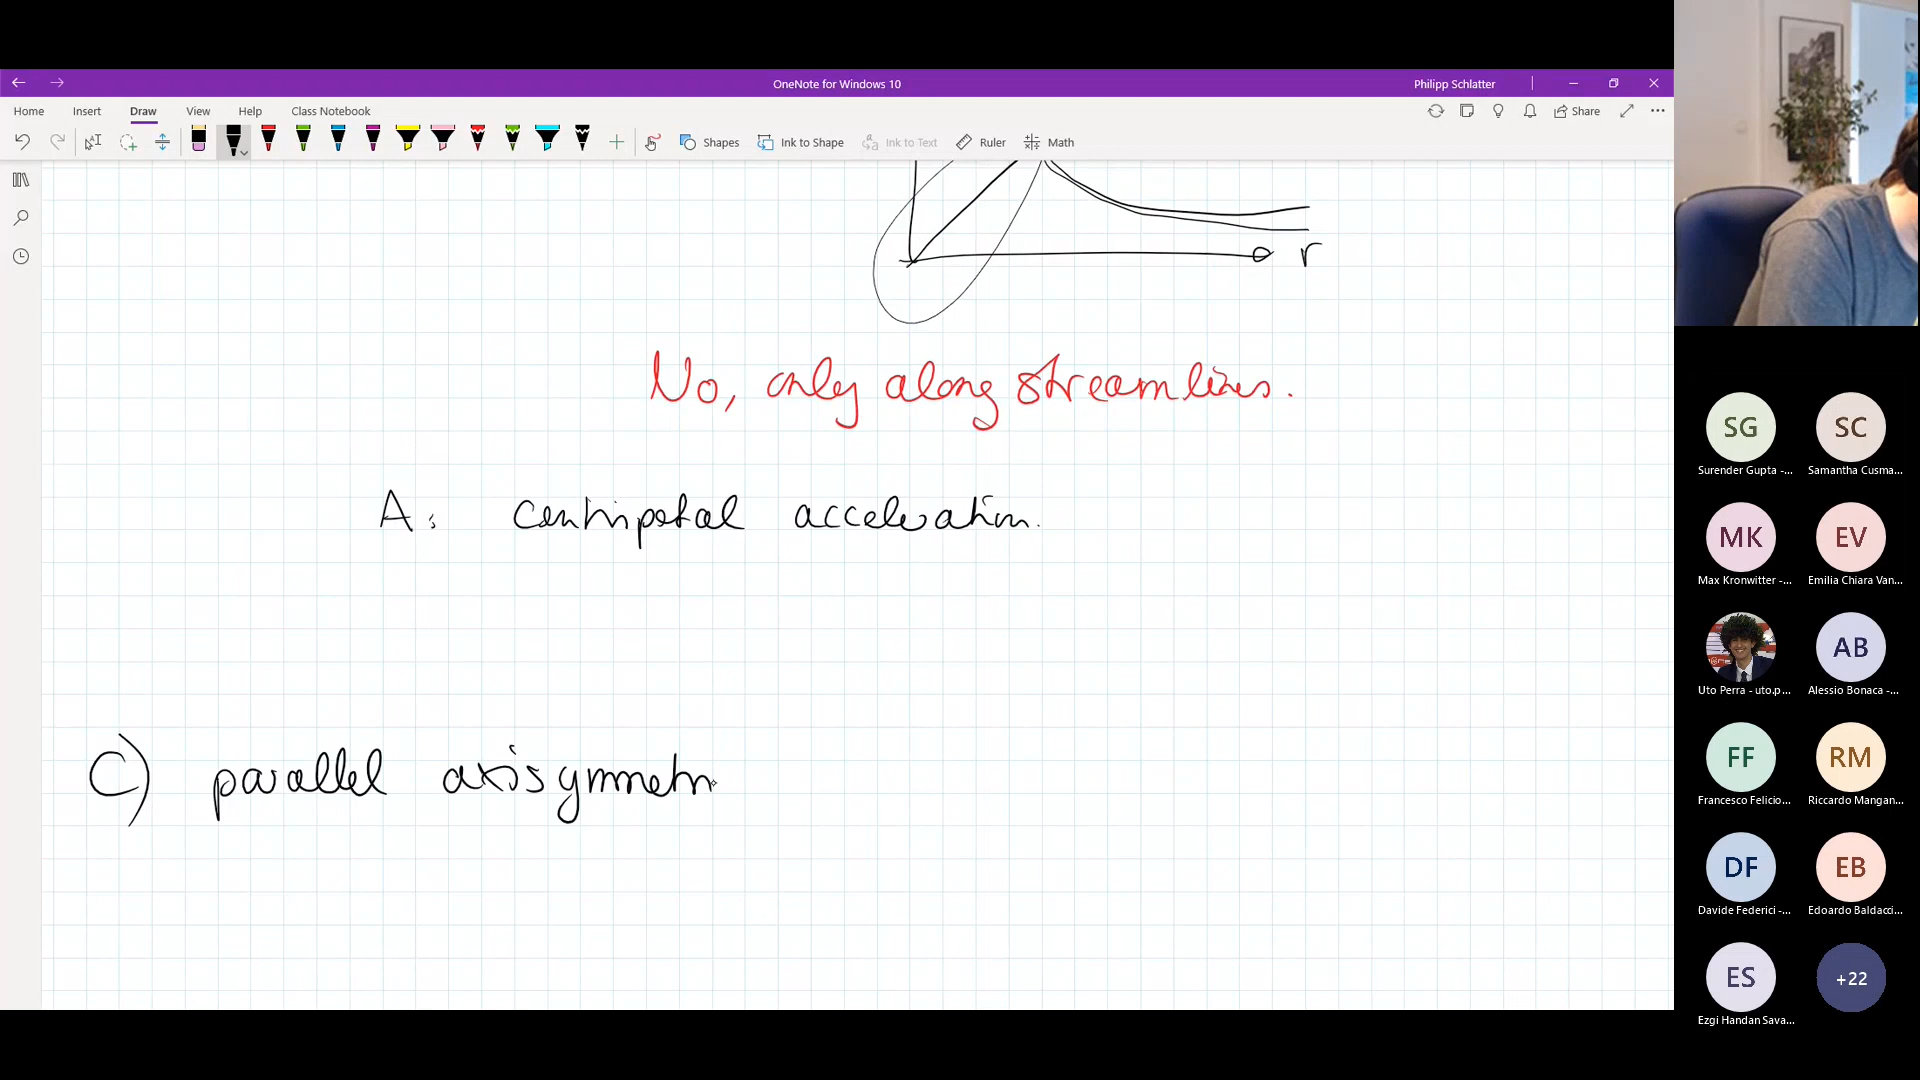 OneNote for Windows 10
Philipp Schlatter
Home Insert Draw View Help Class Notebook
Share
Shapes Ink to Shape Ink to Text Ruler Math
r
No, only along streamlines.
A: centripetal acceleration.
C) parallel axisymmetr
SG
Surender Gupta -...
SC
Samantha Cusma...
MK
Max Kronwitter -...
EV
Emilia Chiara Van...
Uto Perra - uto.p...
AB
Alessio Bonaca -...
FF
Francesco Felicio...
RM
Riccardo Mangan...
DF
Davide Federici -...
EB
Edoardo Baldacci...
ES
Ezgi Handan Sava...
+22